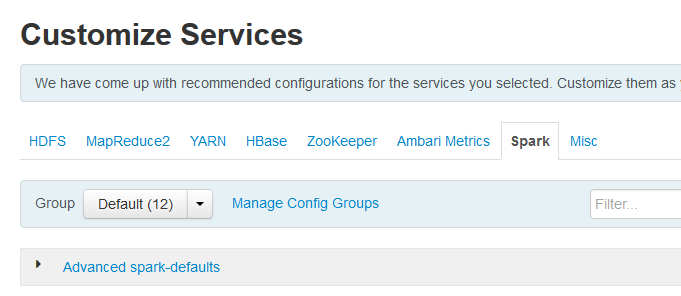 Customize Services
We have come up with recommended configurations for the services you selected. Customize them as
HDFS MapReduce2 YARN HBase ZooKeeper Ambari Metrics Spark Misc
Group Default (12) Manage Config Groups Filter...
Advanced spark-defaults